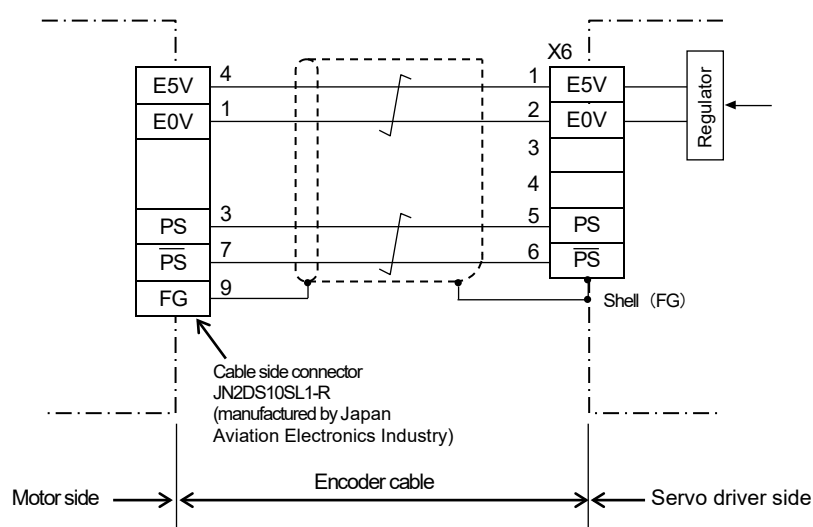 X6
E5V 4 1 E5V
E0V 1 2 E0V
Regulator
3
4
PS 3 5 PS
P̅S̅ 7 6 P̅S̅
FG 9
Shell (FG)
Cable side connector
JN2DS10SL1-R
(manufactured by Japan
Aviation Electronics Industry)
Motor side Encoder cable Servo driver side